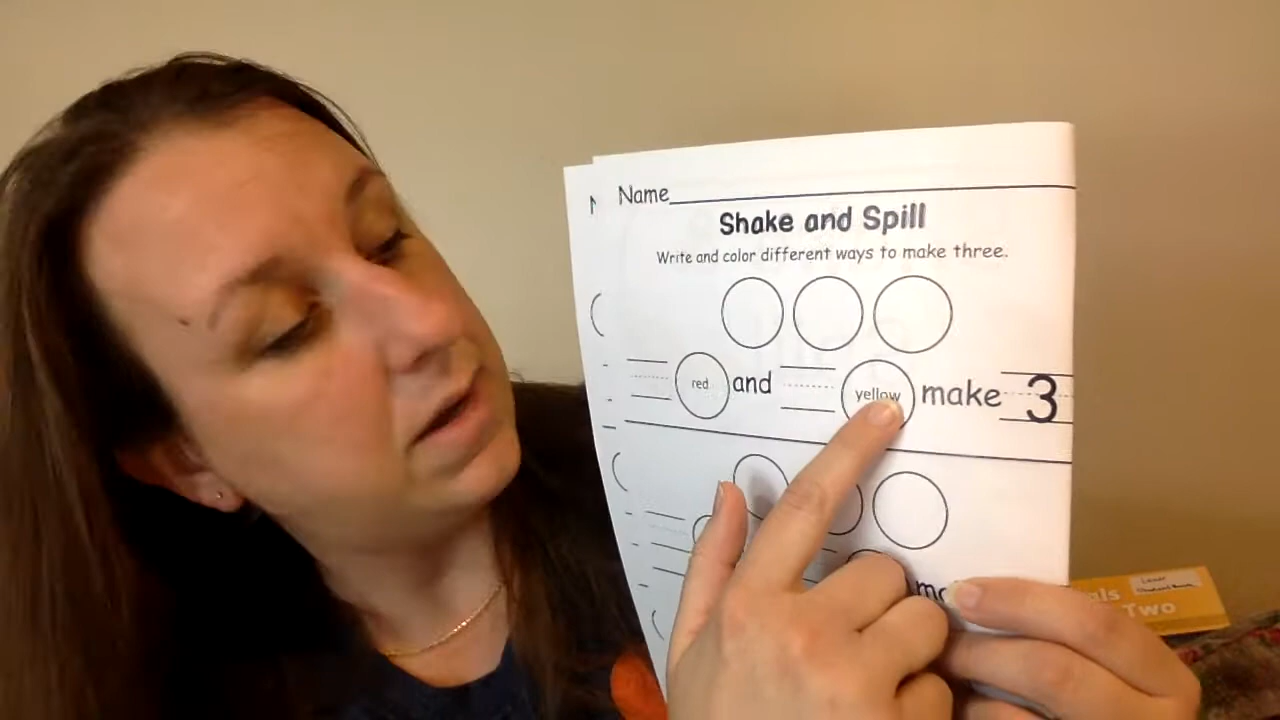 Name
Shake and Spill
Write and color different ways to make three.
red and yellow make 3
Two